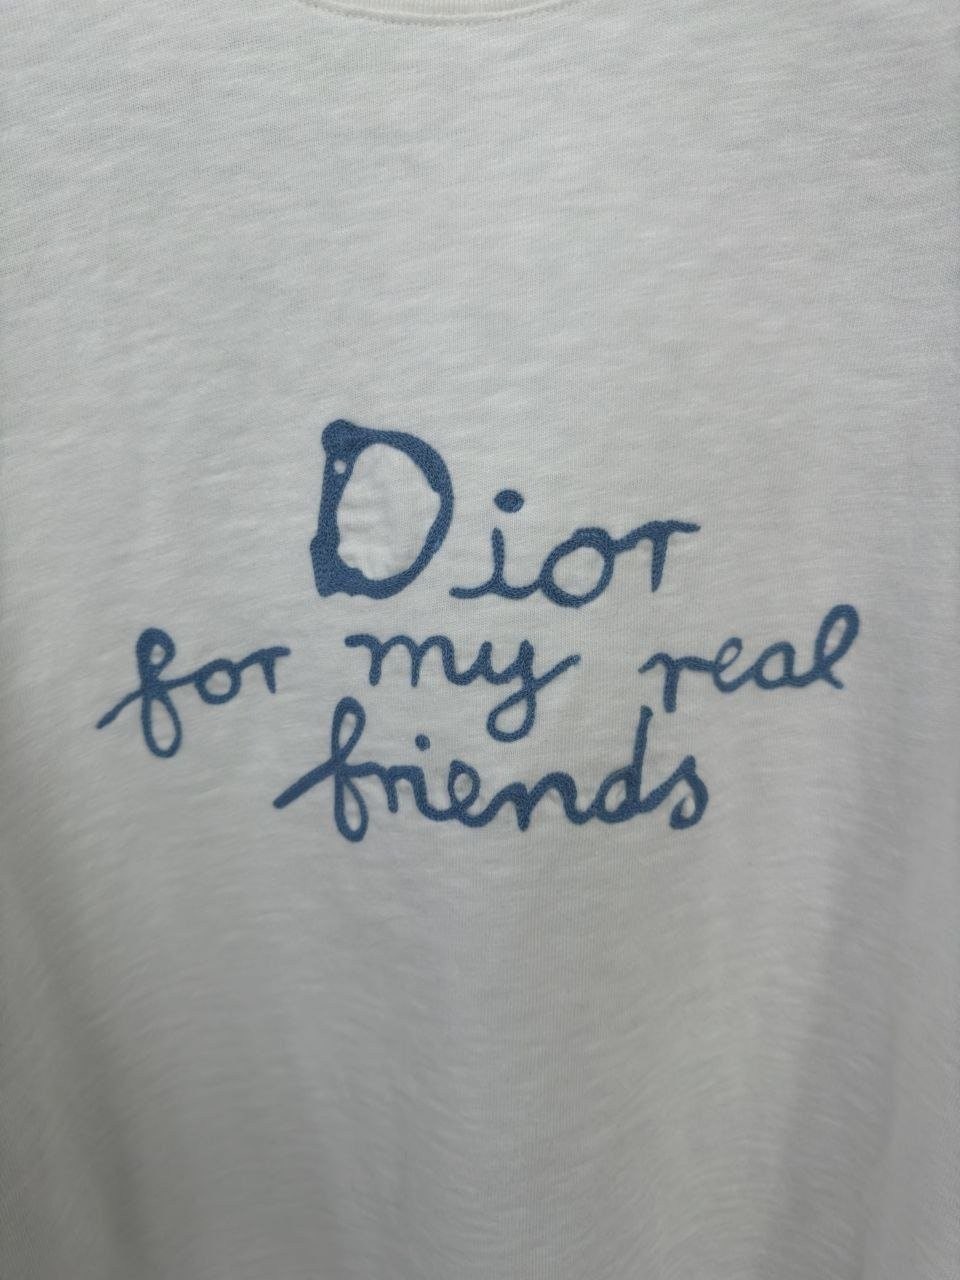 Dior
for my real
friends